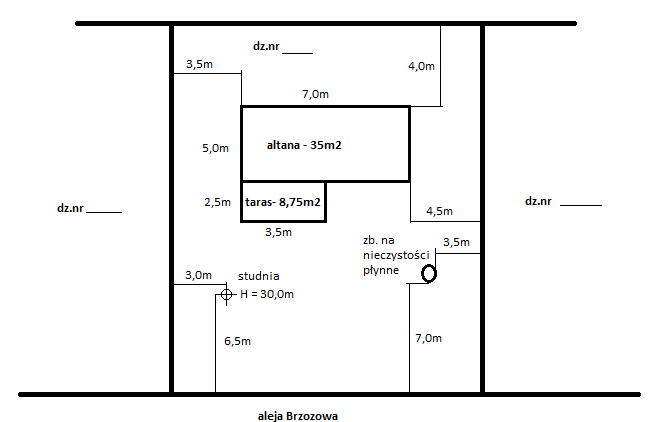 dz.nr _____
3,5m
4,0m
7,0m
5,0m
altana - 35m2
2,5m
taras- 8,75m2
dz.nr ______
dz.nr _______
4,5m
3,5m
zb. na
nieczystości
płynne
3,5m
3,0m
studnia
H = 30,0m
6,5m
7,0m
aleja Brzozowa